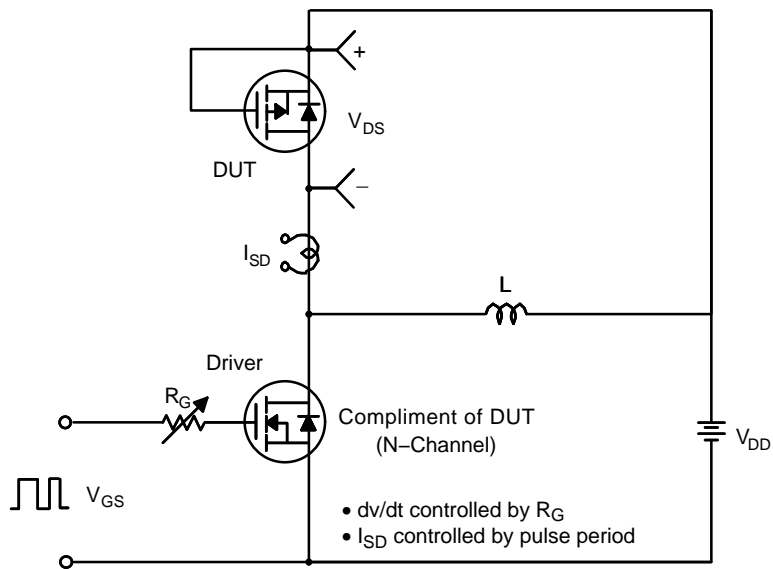 +
V_DS
DUT
−
I_SD
L
Driver
R_G
Compliment of DUT
(N−Channel)
V_DD
V_GS
• dv/dt controlled by R_G
• I_SD controlled by pulse period